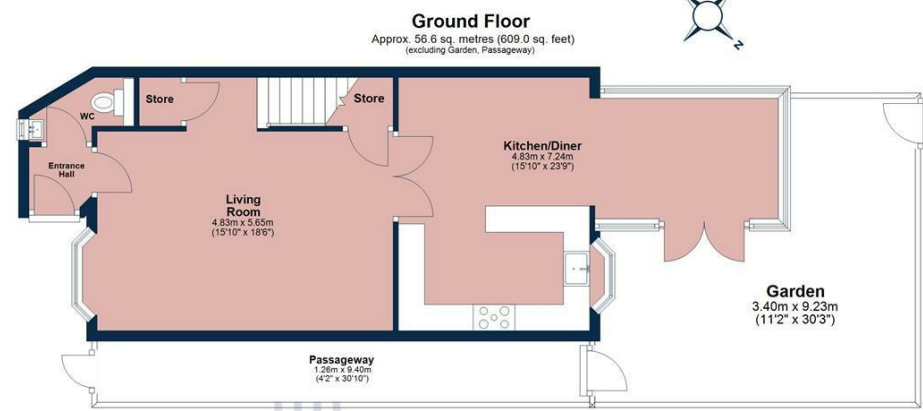 Ground Floor
Approx. 56.6 sq. metres (609.0 sq. feet)
(excluding Garden, Passageway)
N
Store
Store
WC
Entrance
Hall
Living
Room
4.83m x 5.65m
(15'10" x 18'6")
Kitchen/Diner
4.83m x 7.24m
(15'10" x 23'9")
Garden
3.40m x 9.23m
(11'2" x 30'3")
Passageway
1.26m x 9.40m
(4'2" x 30'10")